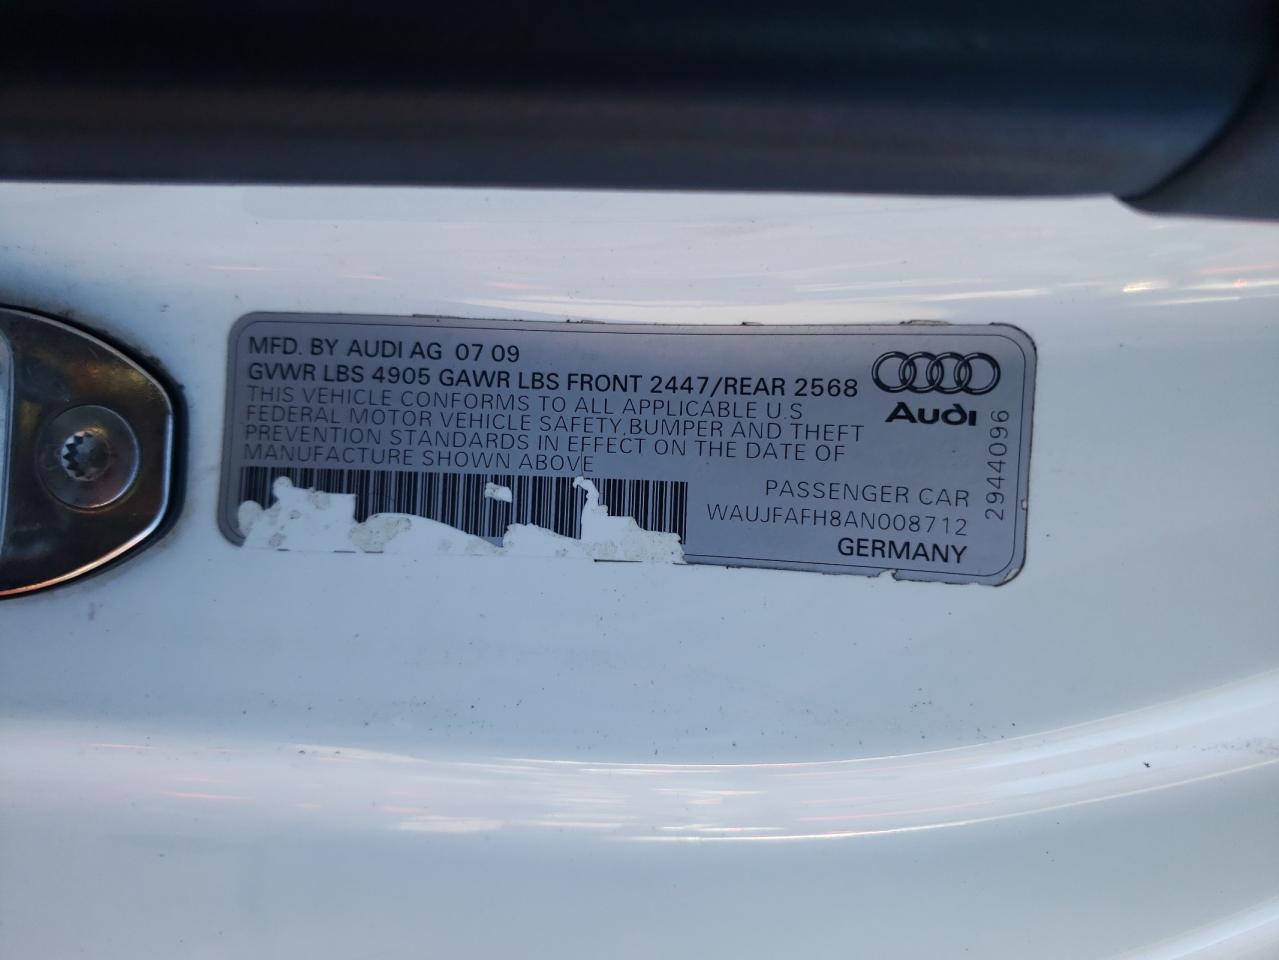 MFD. BY AUDI AG 07 09
GVWR LBS 4905 GAWR LBS FRONT 2447/REAR 2568
THIS VEHICLE CONFORMS TO ALL APPLICABLE U.S
FEDERAL MOTOR VEHICLE SAFETY,BUMPER AND THEFT
PREVENTION STANDARDS IN EFFECT ON THE DATE OF
MANUFACTURE SHOWN ABOVE
Audi
PASSENGER CAR
WAUJFAFH8AN008712
GERMANY
2944096